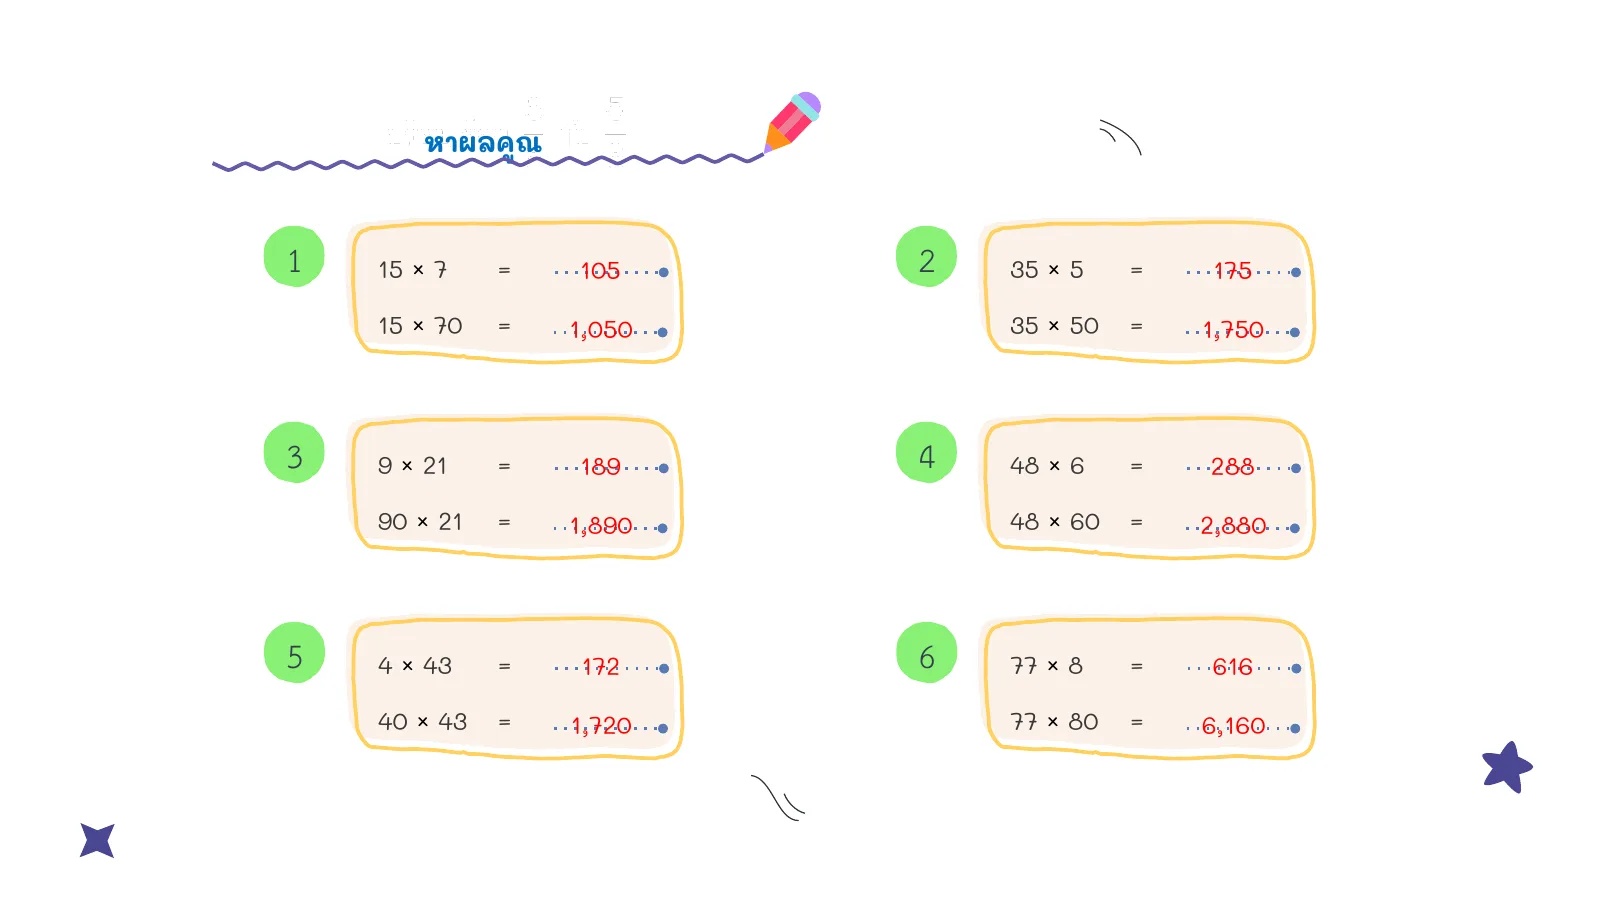 หาผลคูณ
1
15 × 7 = 105
15 × 70 = 1,050
2
35 × 5 = 175
35 × 50 = 1,750
3
9 × 21 = 189
90 × 21 = 1,890
4
48 × 6 = 288
48 × 60 = 2,880
5
4 × 43 = 172
40 × 43 = 1,720
6
77 × 8 = 616
77 × 80 = 6,160